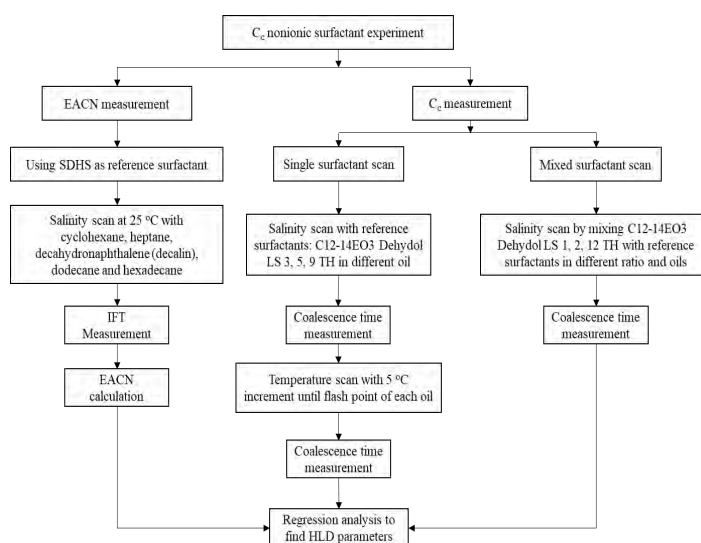 C꜀ nonionic surfactant experiment
EACN measurement
C꜀ measurement
Using SDHS as reference surfactant
Single surfactant scan
Mixed surfactant scan
Salinity scan at 25 °C with
cyclohexane, heptane,
decahydronaphthalene (decalin),
dodecane and hexadecane
Salinity scan with reference
surfactants: C12-14EO3 Dehydol
LS 3, 5, 9 TH in different oil
Salinity scan by mixing C12-14EO3
Dehydol LS 1, 2, 12 TH with reference
surfactants in different ratio and oils
IFT
Measurement
Coalescence time
measurement
Coalescence time
measurement
EACN
calculation
Temperature scan with 5 °C
increment until flash point of each oil
Coalescence time
measurement
Regression analysis to
find HLD parameters